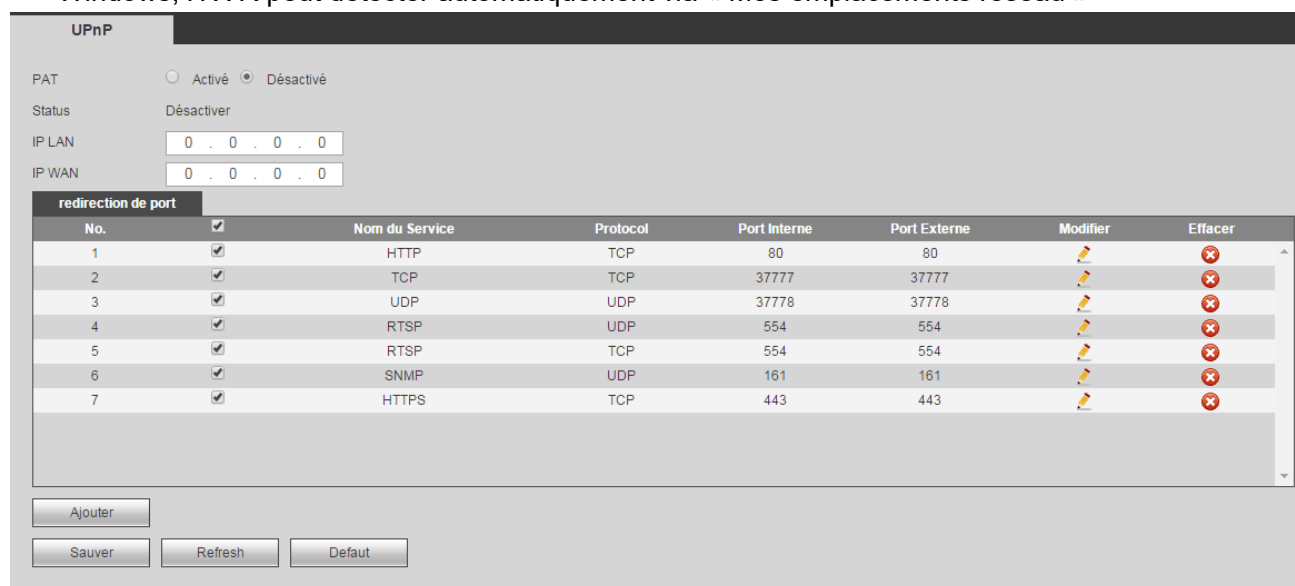 UPnP
PAT Activé Désactivé
Status Désactiver
IP LAN 0 . 0 . 0 . 0
IP WAN 0 . 0 . 0 . 0
redirection de port
No. Nom du Service Protocol Port Interne Port Externe Modifier Effacer
1 HTTP TCP 80 80
2 TCP TCP 37777 37777
3 UDP UDP 37778 37778
4 RTSP UDP 554 554
5 RTSP TCP 554 554
6 SNMP UDP 161 161
7 HTTPS TCP 443 443
Ajouter
Sauver Refresh Defaut